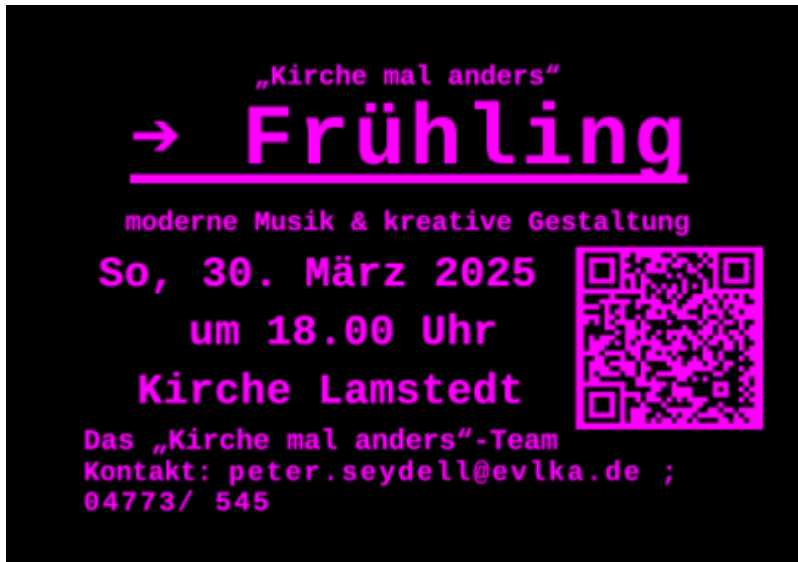 „Kirche mal anders“
→ Frühling
moderne Musik & kreative Gestaltung
So, 30. März 2025
um 18.00 Uhr
Kirche Lamstedt
Das „Kirche mal anders“-Team
Kontakt: peter.seydell@evlka.de ;
04773/ 545